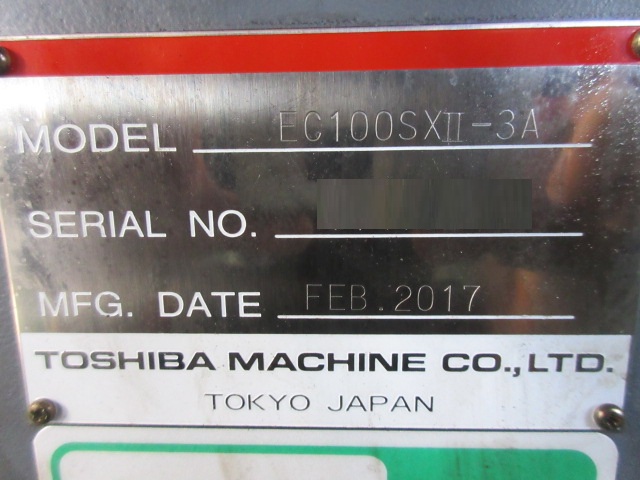 MODEL EC100SXⅡ-3A
SERIAL NO.
MFG. DATE FEB.2017
TOSHIBA MACHINE CO.,LTD.
TOKYO JAPAN